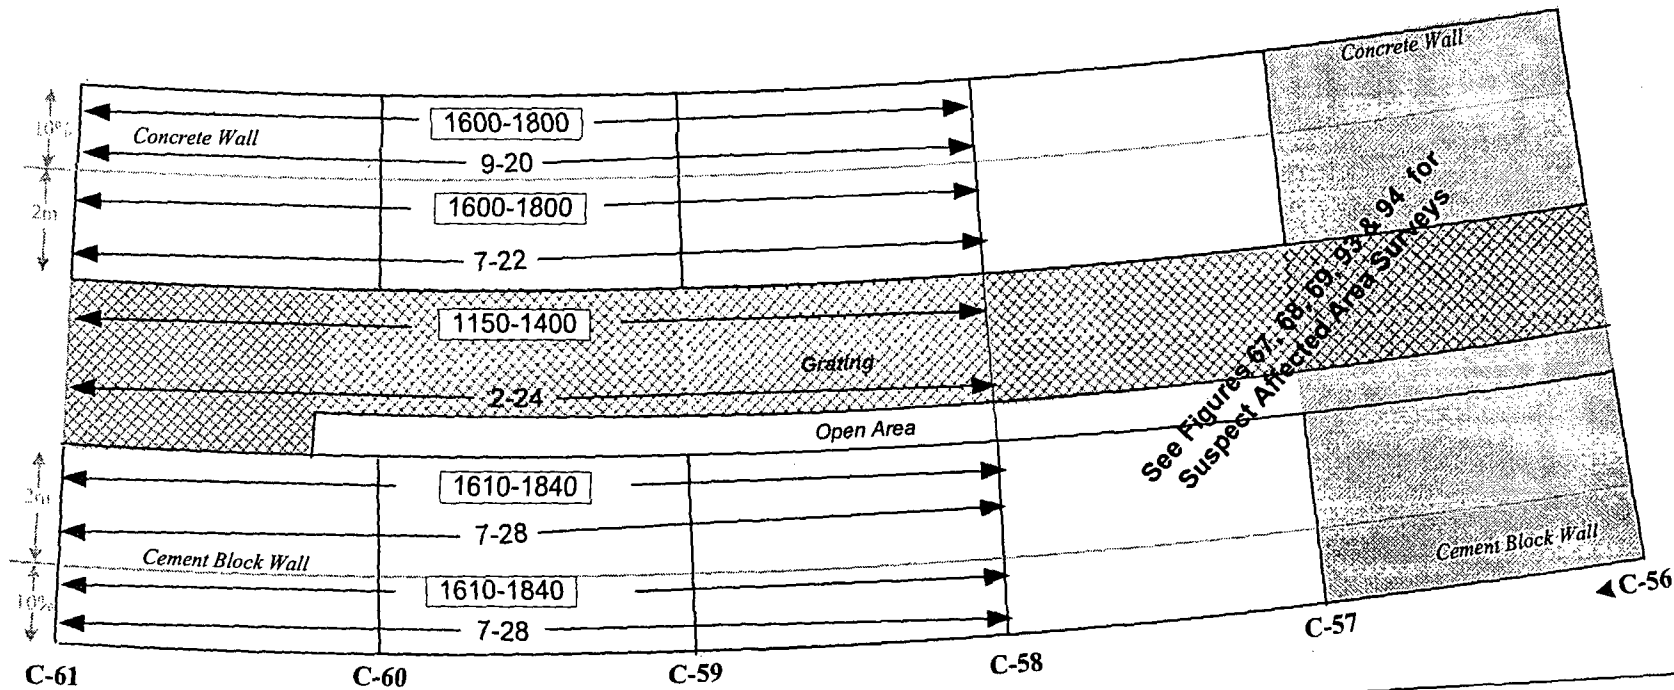 Concrete Wall
10%
1600-1800
Concrete Wall
9-20
2m
1600-1800
7-22
1150-1400
Grating
2-24
See Figures 67, 68, 69, 93 & 94 for
Suspect Affected Area Surveys
Open Area
2m
1610-1840
7-28
Cement Block Wall
Cement Block Wall
10%
1610-1840
7-28
◄ C-56
C-57
C-58
C-59
C-60
C-61